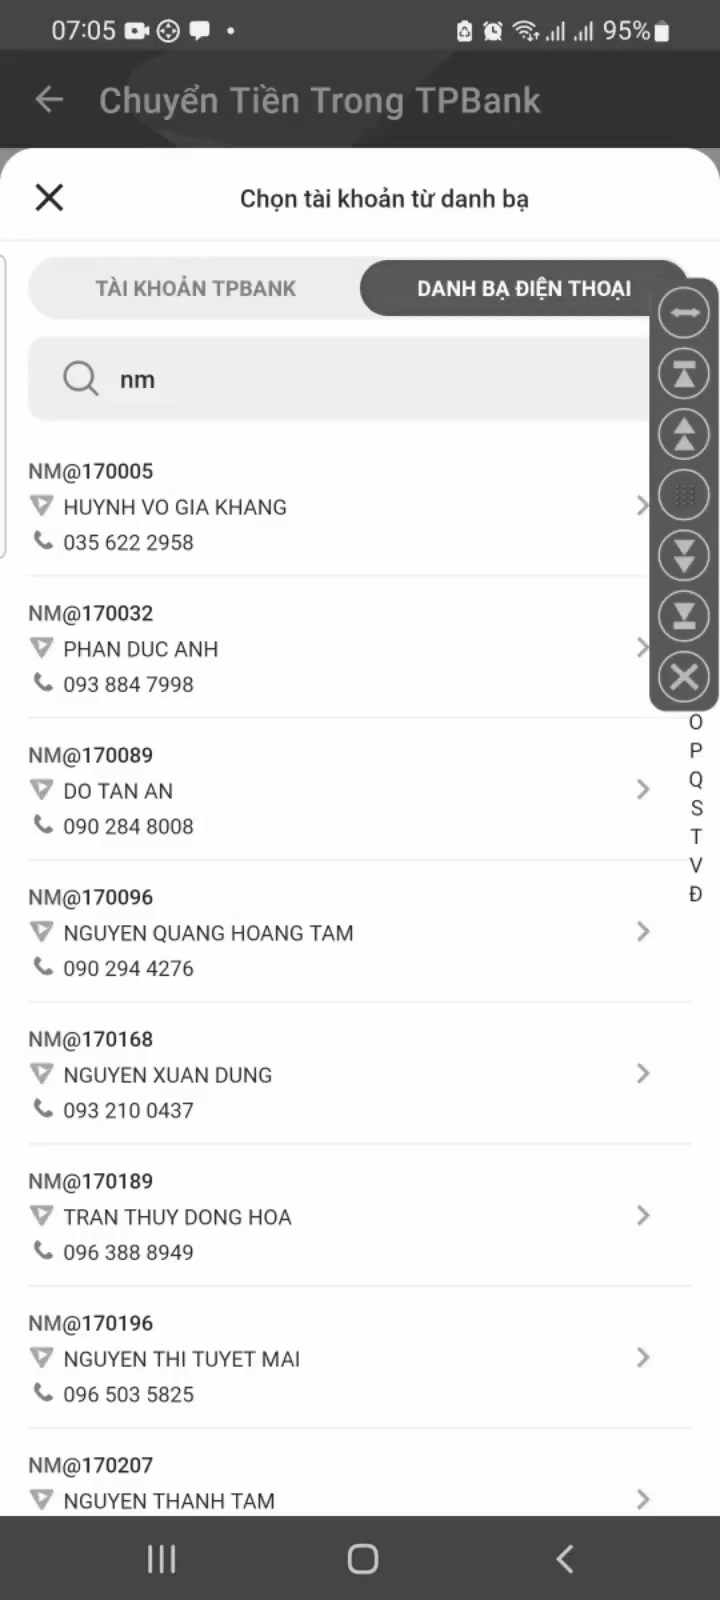 07:05
95%
Chuyển Tiền Trong TPBank
Chọn tài khoản từ danh bạ
TÀI KHOẢN TPBANK
DANH BẠ ĐIỆN THOẠI
nm
NM@170005
HUYNH VO GIA KHANG
035 622 2958
NM@170032
PHAN DUC ANH
093 884 7998
NM@170089
DO TAN AN
090 284 8008
NM@170096
NGUYEN QUANG HOANG TAM
090 294 4276
NM@170168
NGUYEN XUAN DUNG
093 210 0437
NM@170189
TRAN THUY DONG HOA
096 388 8949
NM@170196
NGUYEN THI TUYET MAI
096 503 5825
NM@170207
NGUYEN THANH TAM
O
P
Q
S
T
V
Đ